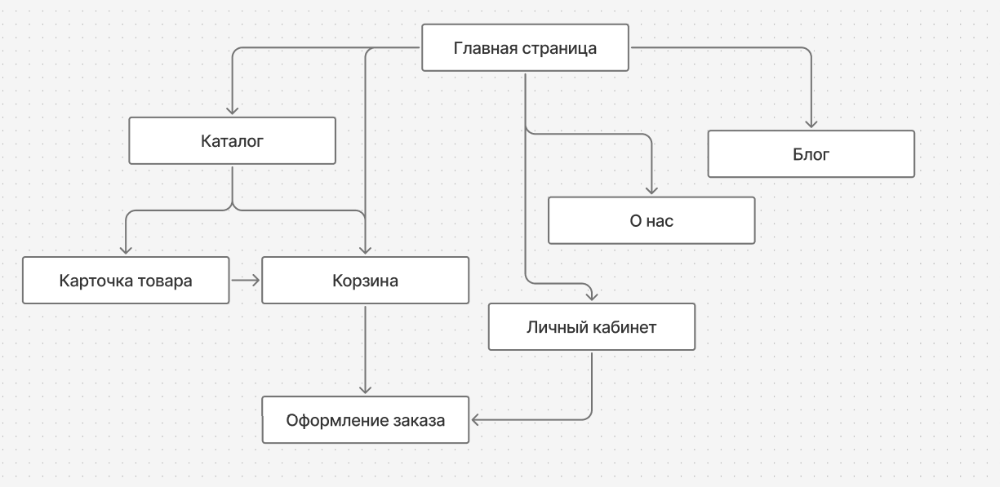 Главная страница
Каталог
Блог
О нас
Карточка товара
Корзина
Личный кабинет
Оформление заказа